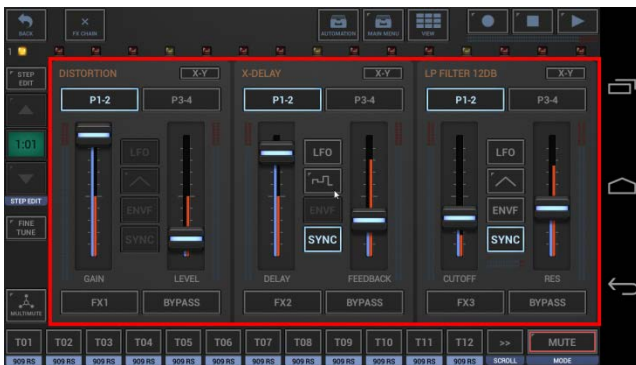 BACK
FX CHAIN
AUTOMATION
MAIN MENU
VIEW
1
STEP EDIT
1:01
STEP EDIT
FINE TUNE
MULTIMUTE
DISTORTION X-Y
P1-2 P3-4
LFO
ENVF
SYNC
GAIN LEVEL
FX1 BYPASS
X-DELAY X-Y
P1-2 P3-4
LFO
ENVF
SYNC
DELAY FEEDBACK
FX2 BYPASS
LP FILTER 12DB X-Y
P1-2 P3-4
LFO
ENVF
SYNC
CUTOFF RES
FX3 BYPASS
T01 T02 T03 T04 T05 T06 T07 T08 T09 T10 T11 T12 >> MUTE
909 RS 909 RS 909 RS 909 RS 909 RS 909 RS 909 RS 909 RS 909 RS 909 RS 909 RS 909 RS SCROLL MODE